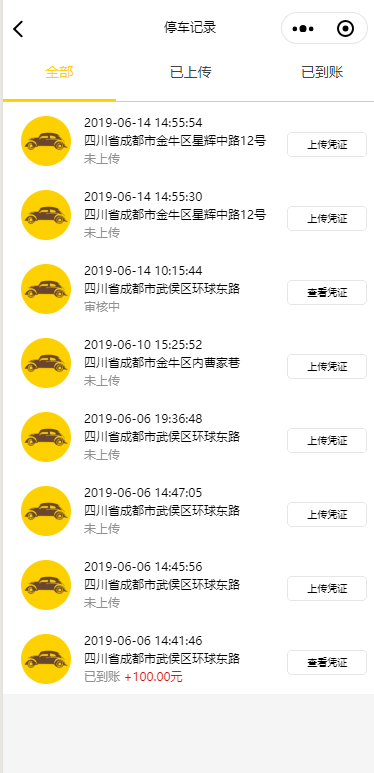 停车记录
全部
已上传
已到账
2019-06-14 14:55:54
四川省成都市金牛区星辉中路12号
未上传
上传凭证
2019-06-14 14:55:30
四川省成都市金牛区星辉中路12号
未上传
上传凭证
2019-06-14 10:15:44
四川省成都市武侯区环球东路
审核中
查看凭证
2019-06-10 15:25:52
四川省成都市金牛区内曹家巷
未上传
上传凭证
2019-06-06 19:36:48
四川省成都市武侯区环球东路
未上传
上传凭证
2019-06-06 14:47:05
四川省成都市武侯区环球东路
未上传
上传凭证
2019-06-06 14:45:56
四川省成都市武侯区环球东路
未上传
上传凭证
2019-06-06 14:41:46
四川省成都市武侯区环球东路
已到账 +100.00元
查看凭证